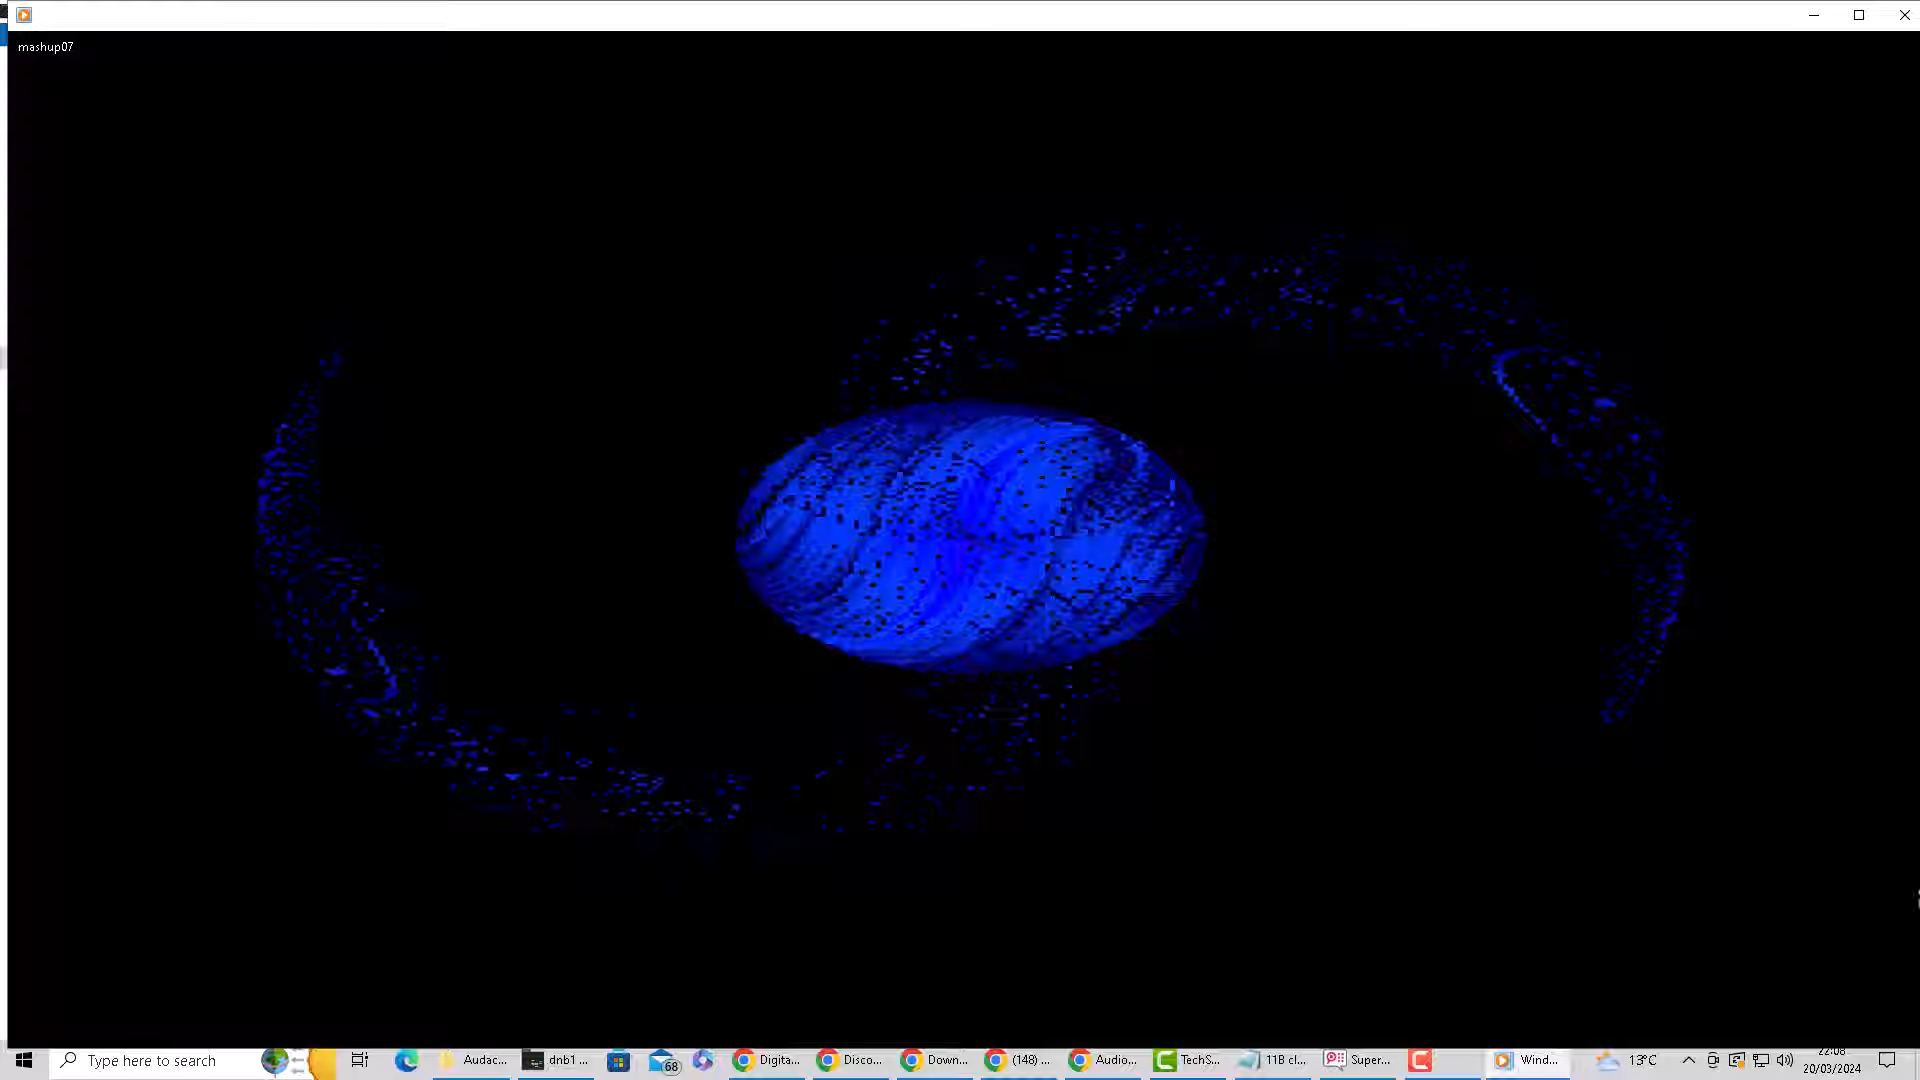 mashup07
Type here to search
Audac...
dnb1 ...
68
Digita...
Disco...
Down...
(148) ...
Audio...
TechS...
11B cl...
Super...
Wind...
13°C
22:08
20/03/2024